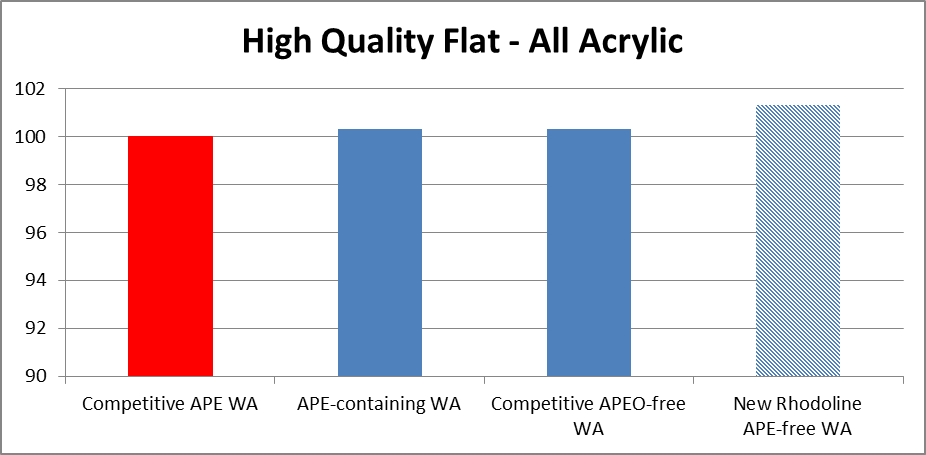 High Quality Flat - All Acrylic
102
100
98
96
94
92
90
Competitive APE WA
APE-containing WA
Competitive APEO-free
WA
New Rhodoline
APE-free WA